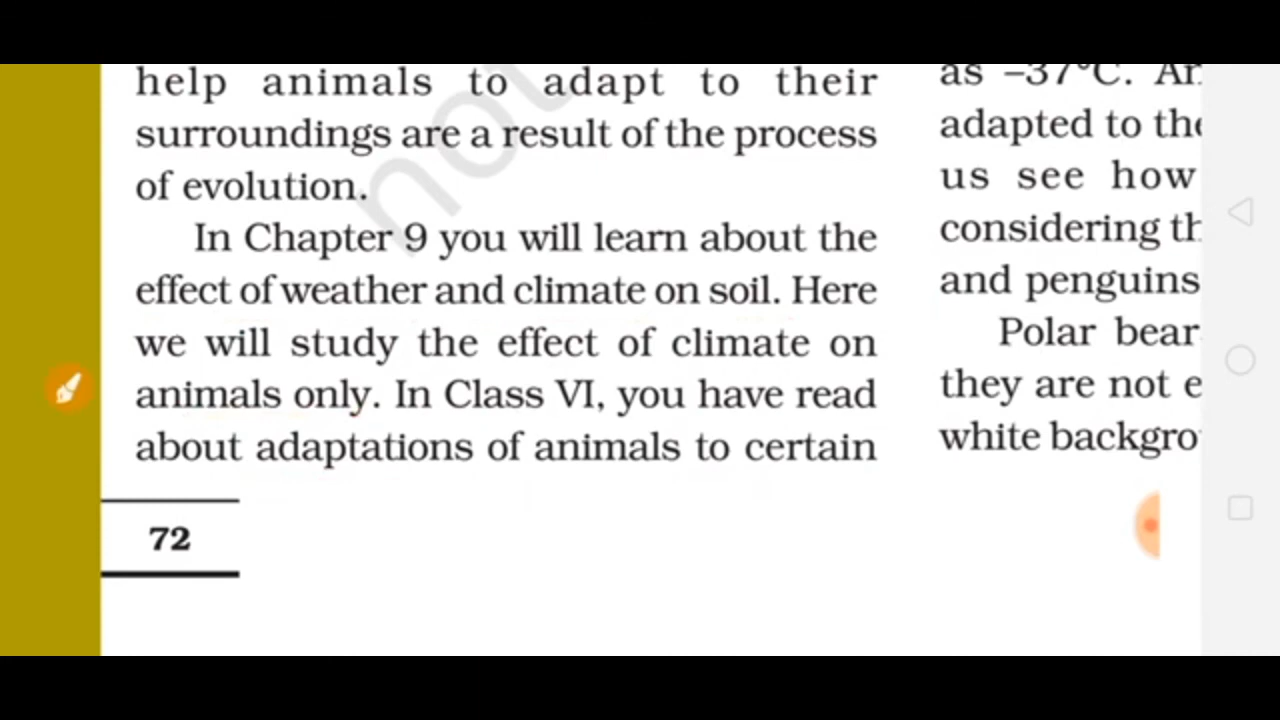 help animals to adapt to their
surroundings are a result of the process
of evolution.
In Chapter 9 you will learn about the
effect of weather and climate on soil. Here
we will study the effect of climate on
animals only. In Class VI, you have read
about adaptations of animals to certain
72
as –37°C.
adapted to
us see how
considering
and penguins
Polar bear
they are not
white
not